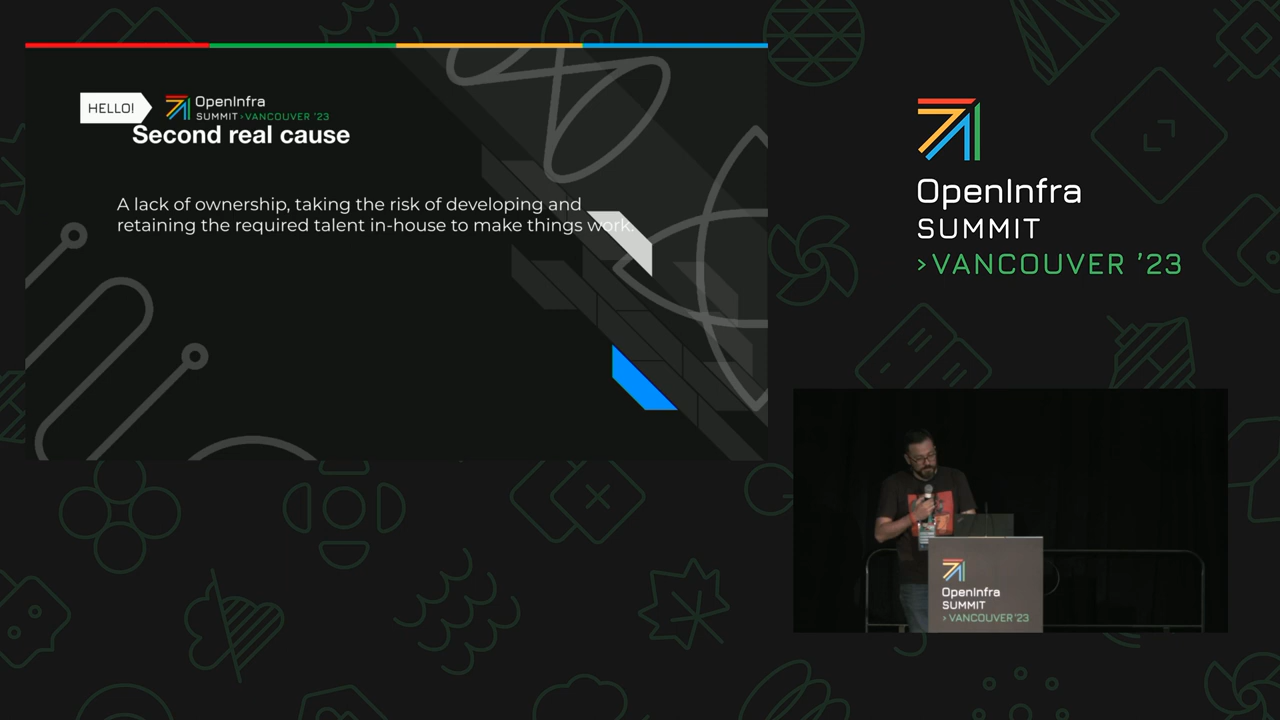 HELLO!
OpenInfra
SUMMIT›VANCOUVER '23
Second real cause
A lack of ownership, taking the risk of developing and
retaining the required talent in-house to make things work.
OpenInfra
SUMMIT
›VANCOUVER ’23
OpenInfra
SUMMIT
›VANCOUVER '23